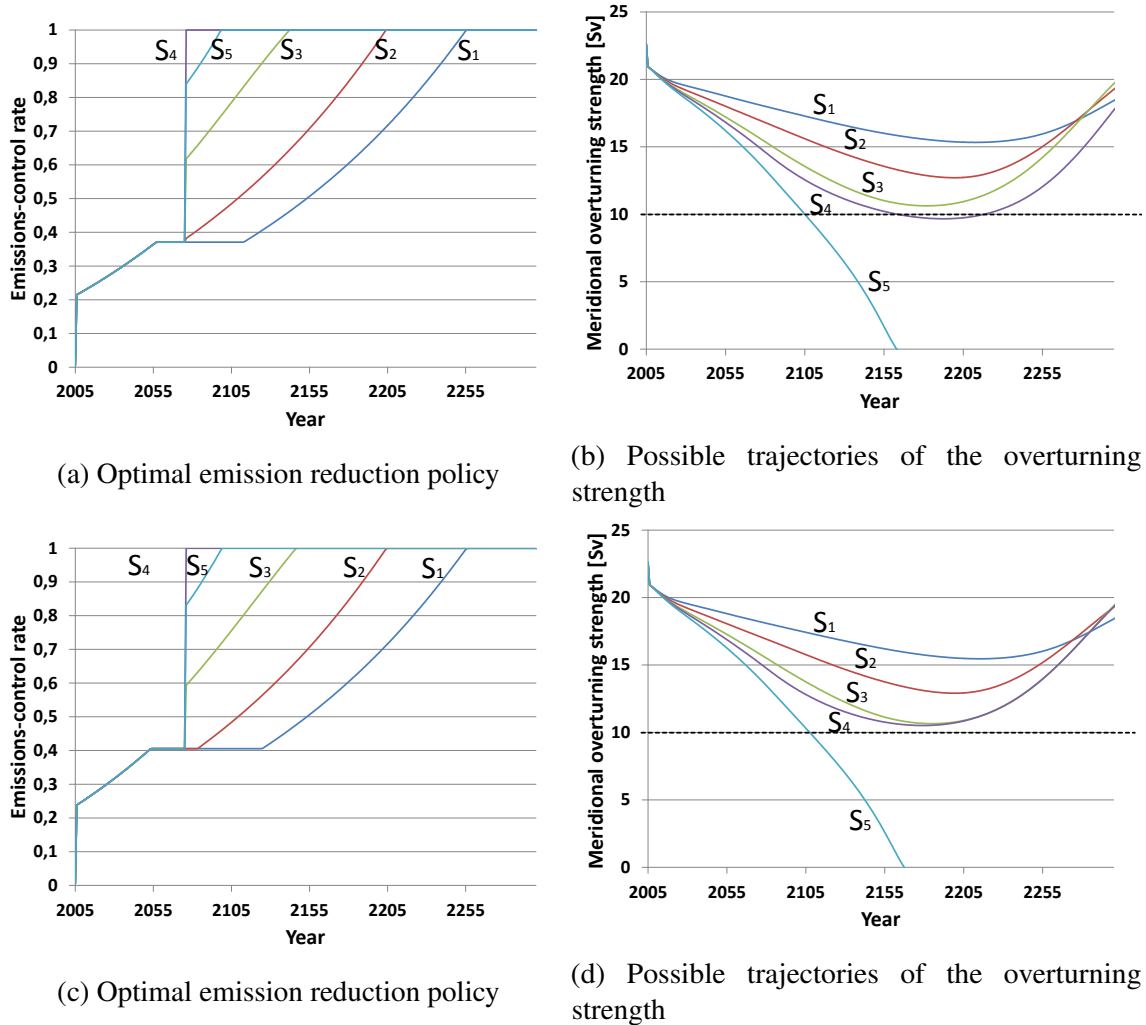 1
0,9
0,8
0,7
0,6
0,5
0,4
0,3
0,2
0,1
0
Emissions-control rate
S4
S5
S3
S2
S1
2005 2055 2105 2155 2205 2255
Year
(a) Optimal emission reduction policy
25
20
15
10
5
0
Meridional overturning strength [Sv]
S1
S2
S3
S4
S5
2005 2055 2105 2155 2205 2255
Year
(b) Possible trajectories of the overturning
strength
1
0,9
0,8
0,7
0,6
0,5
0,4
0,3
0,2
0,1
0
Emissions-control rate
S4
S5
S3
S2
S1
2005 2055 2105 2155 2205 2255
Year
(c) Optimal emission reduction policy
25
20
15
10
5
0
Meridional overturning strength [Sv]
S1
S2
S3
S4
S5
2005 2055 2105 2155 2205 2255
Year
(d) Possible trajectories of the overturning
strength